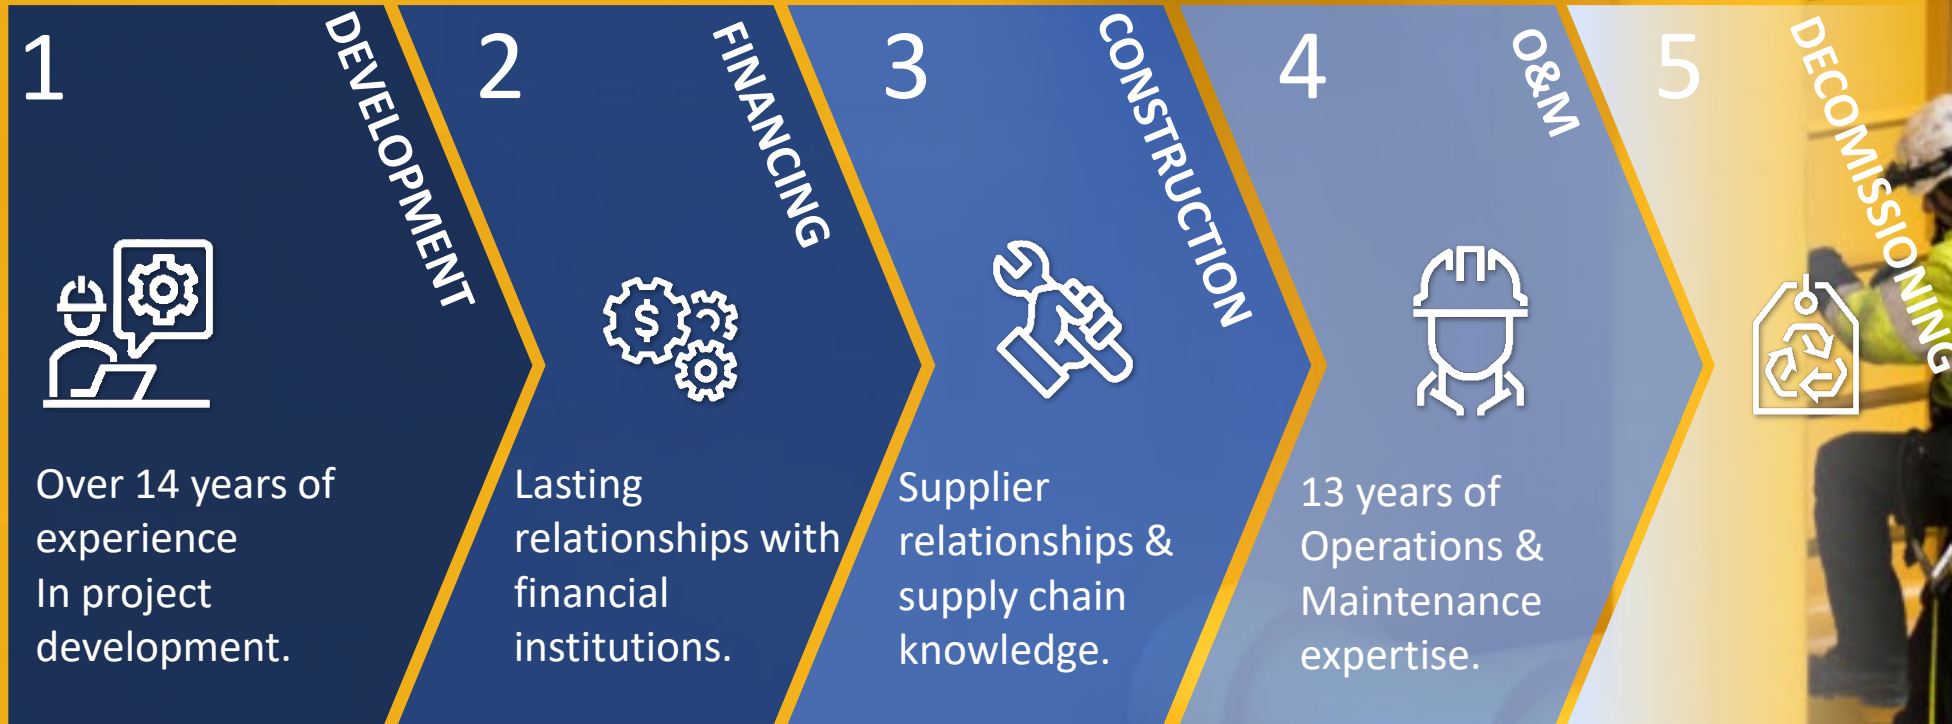 1
DEVELOPMENT
Over 14 years of
experience
In project
development.
2
FINANCING
$
Lasting
relationships with
financial
institutions.
3
CONSTRUCTION
Supplier
relationships &
supply chain
knowledge.
4
O&M
13 years of
Operations &
Maintenance
expertise.
5
DECOMISSIONING